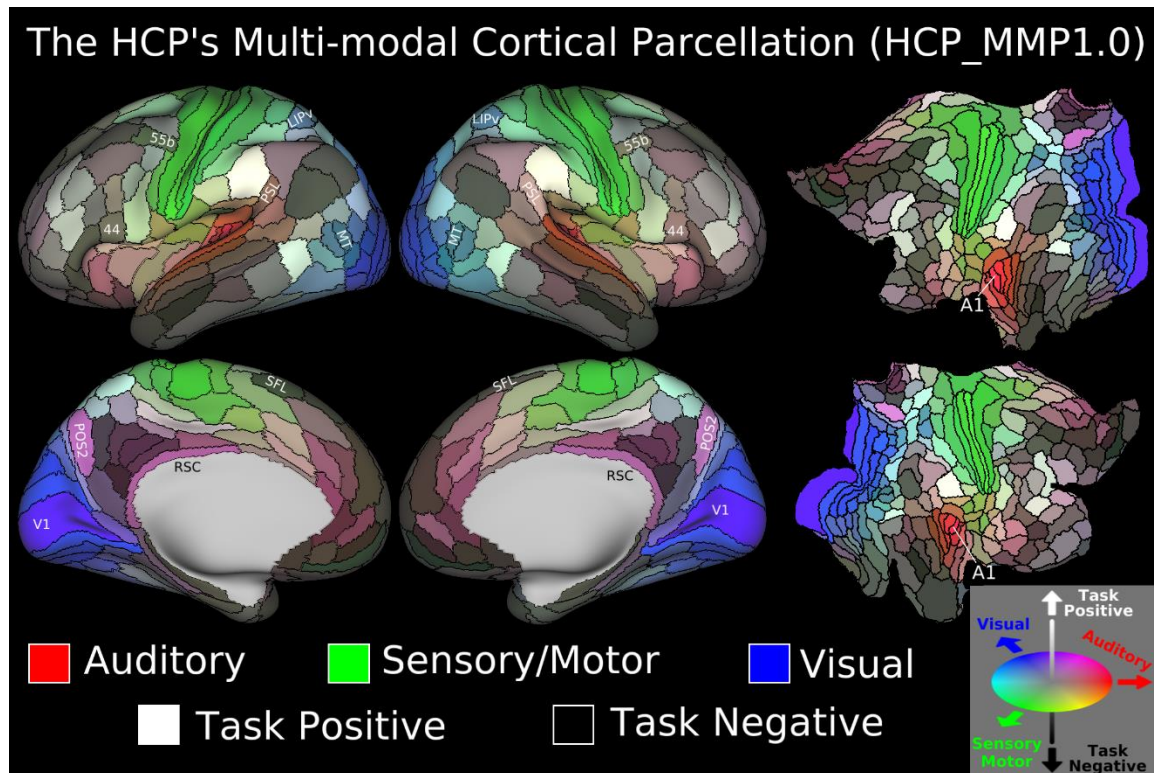 The HCP's Multi-modal Cortical Parcellation (HCP_MMP1.0)
55b
LIPv
PSL
44
MT
LIPv
55b
PSL
MT
44
A1
SFL
POS2
RSC
V1
SFL
POS2
RSC
V1
A1
Auditory
Sensory/Motor
Visual
Task Positive
Task Negative
Task
Positive
Visual
Auditory
Sensory
Motor
Task
Negative